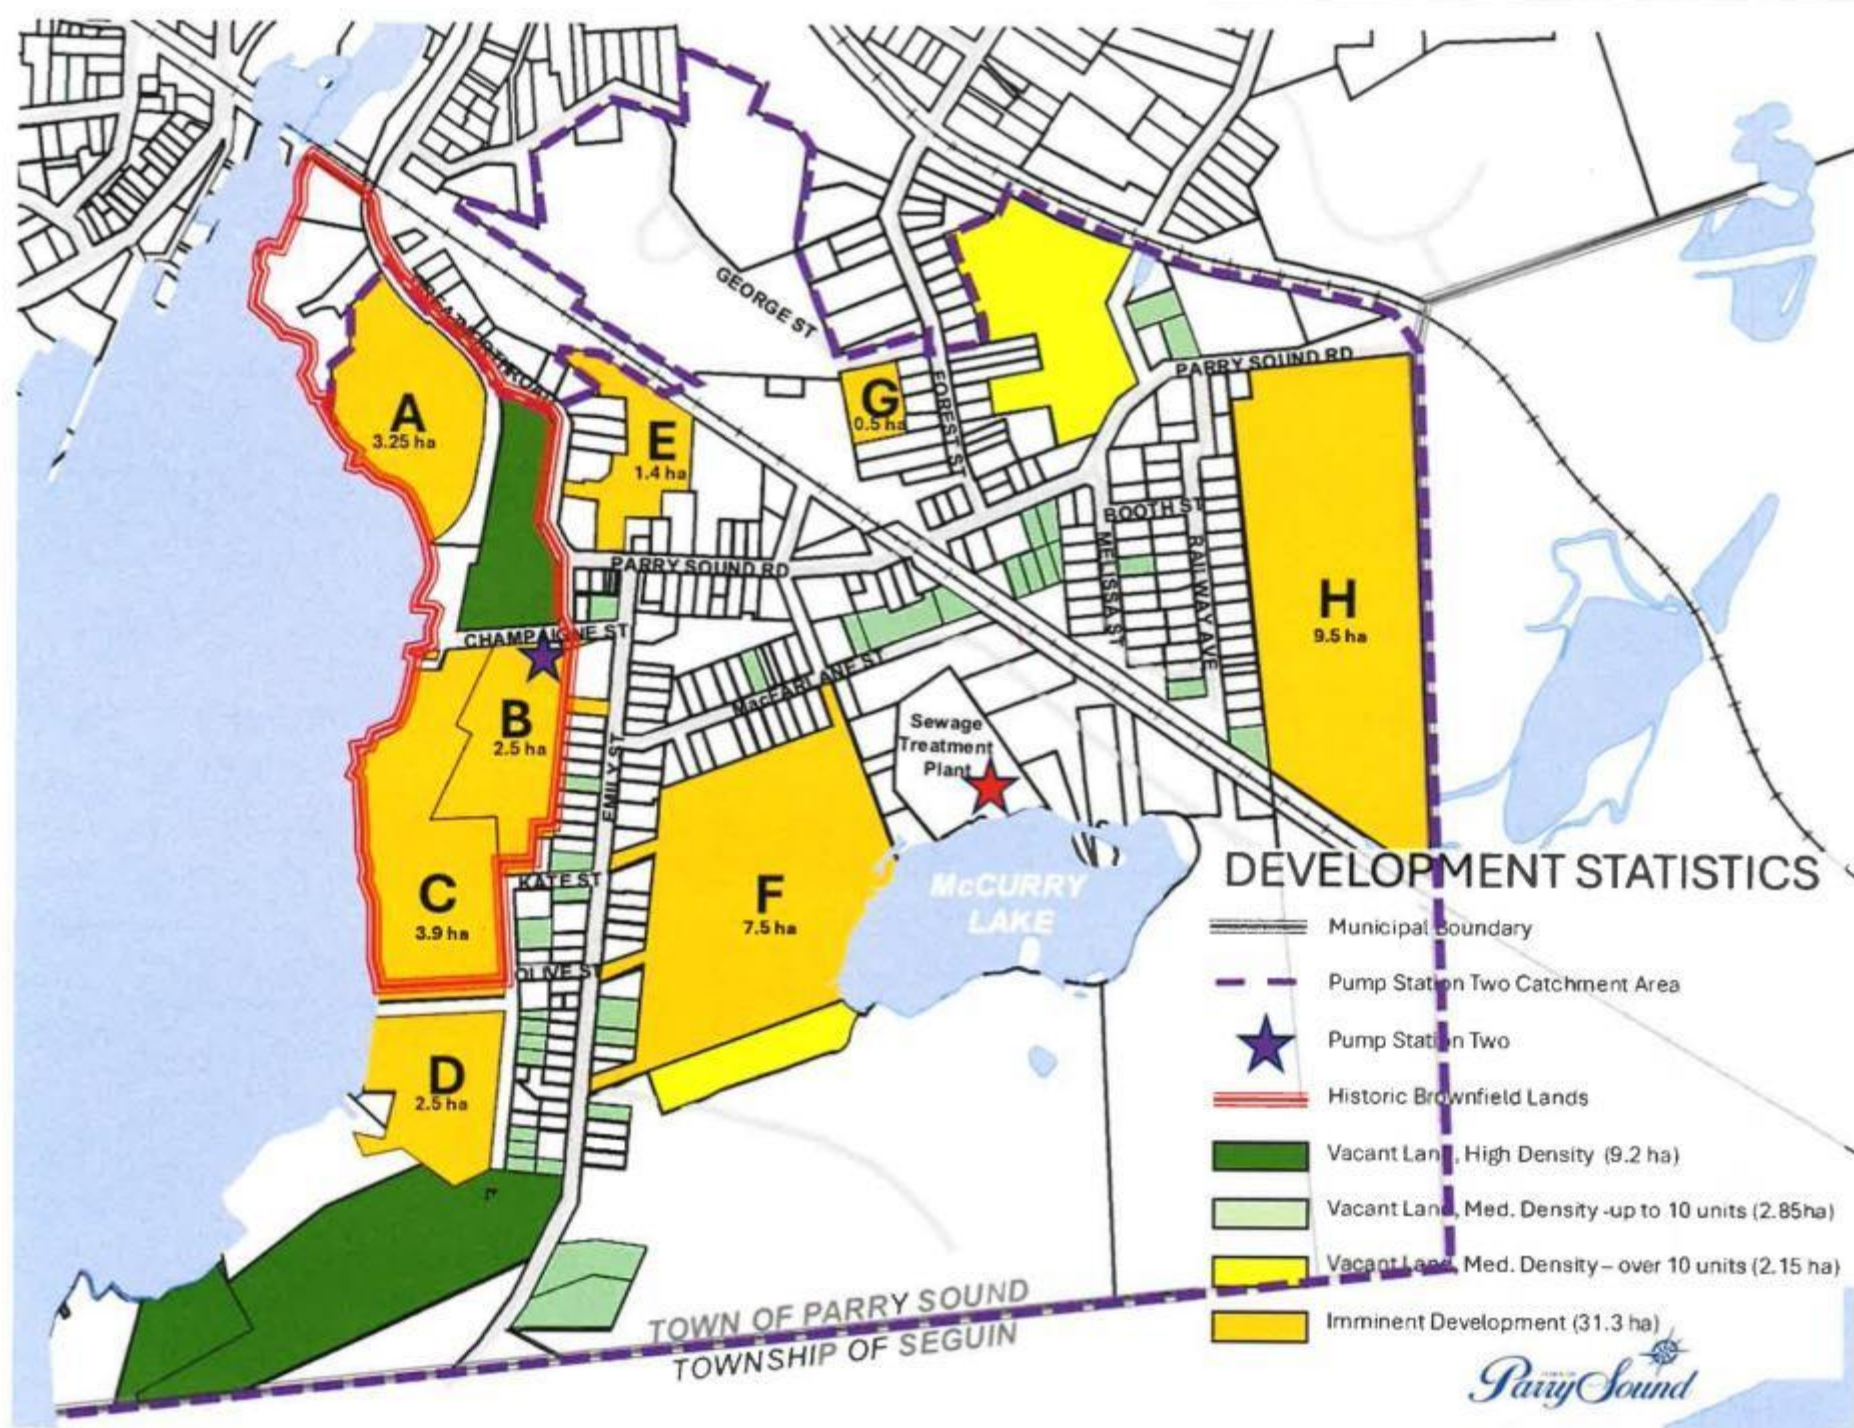 GEORGE ST
A
3.25 ha
E
1.4 ha
G
0.5 ha
FOREST ST
PARRY SOUND RD
BOOTH ST
MELISSA ST
RAILWAY AVE
H
9.5 ha
PARRY SOUND RD
CHAMPAIGNE ST
MacFARLANE ST
B
2.5 ha
EMILY ST
Sewage
Treatment
Plant
C
3.9 ha
KATE ST
OLIVE ST
F
7.5 ha
McCURRY
LAKE
D
2.5 ha
DEVELOPMENT STATISTICS
Municipal Boundary
Pump Station Two Catchment Area
Pump Station Two
Historic Brownfield Lands
Vacant Land, High Density (9.2 ha)
Vacant Land, Med. Density -up to 10 units (2.85ha)
Vacant Land, Med. Density – over 10 units (2.15 ha)
Imminent Development (31.3 ha)
TOWN OF PARRY SOUND
TOWNSHIP OF SEGUIN
Parry Sound